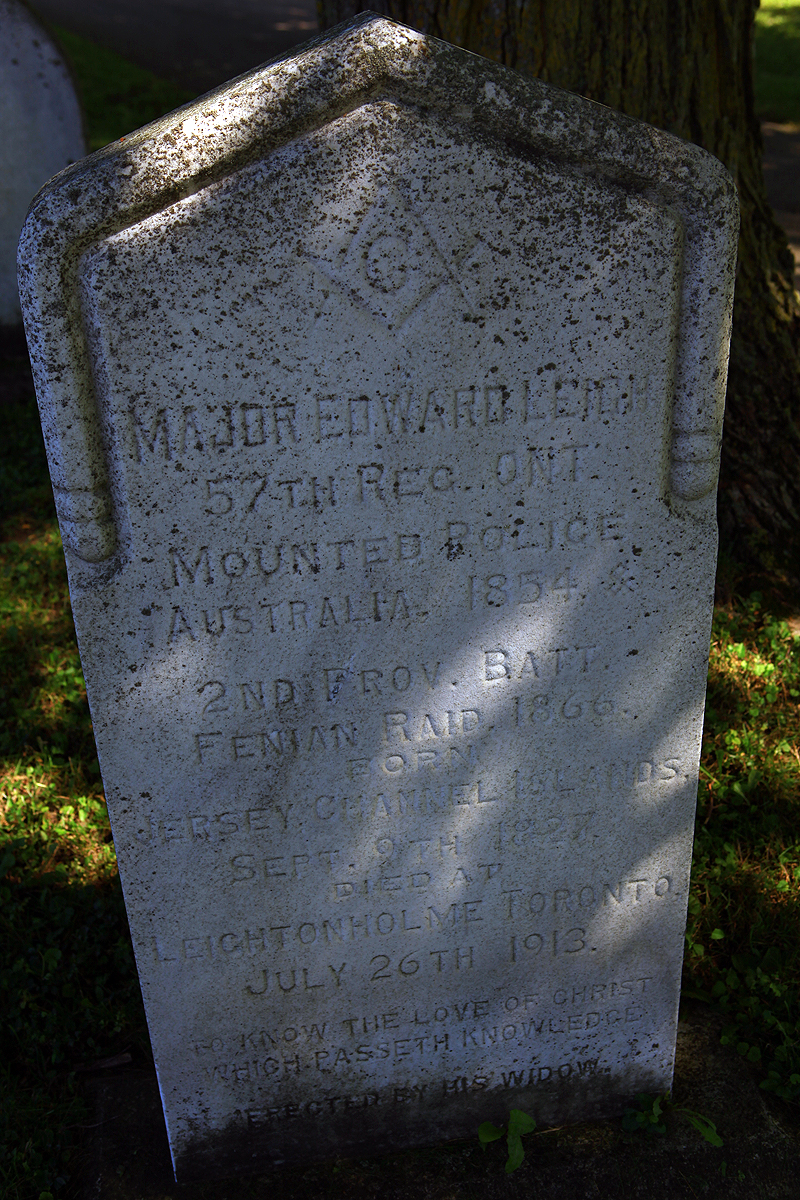 G
MAJOR EDWARD LEIGH
57TH REG. ONT
MOUNTED POLICE
AUSTRALIA. 1854. &
2ND PROV. BATT.
FENIAN RAID. 1866.
BORN
JERSEY CHANNEL ISLANDS.
SEPT. 9TH 1827.
DIED AT
LEIGHTONHOLME TORONTO.
JULY 26TH 1913.
TO KNOW THE LOVE OF CHRIST
WHICH PASSETH KNOWLEDGE
ERECTED BY HIS WIDOW.